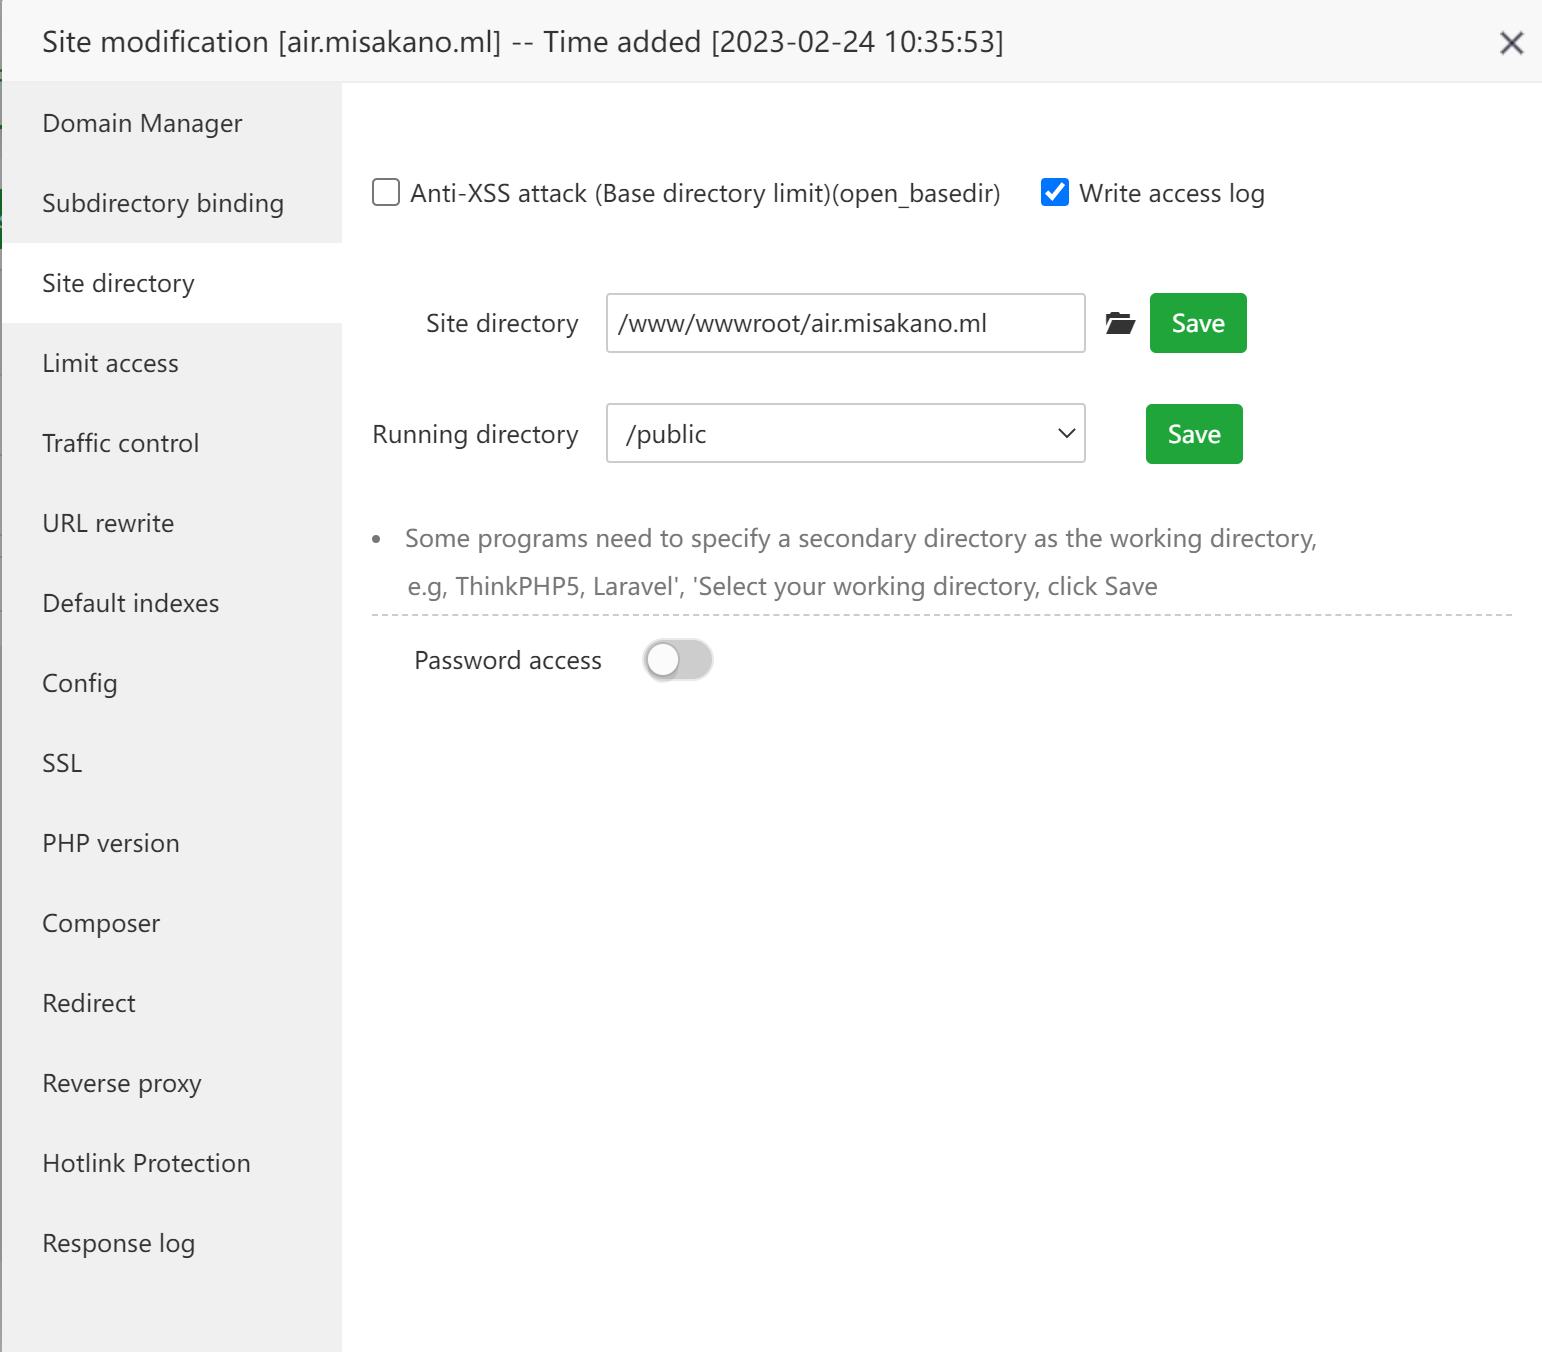 Site modification [air.misakano.ml] -- Time added [2023-02-24 10:35:53]
Domain Manager
Subdirectory binding
Site directory
Limit access
Traffic control
URL rewrite
Default indexes
Config
SSL
PHP version
Composer
Redirect
Reverse proxy
Hotlink Protection
Response log
Anti-XSS attack (Base directory limit)(open_basedir) Write access log
Site directory /www/wwwroot/air.misakano.ml Save
Running directory /public Save
• Some programs need to specify a secondary directory as the working directory,
e.g, ThinkPHP5, Laravel', 'Select your working directory, click Save
Password access